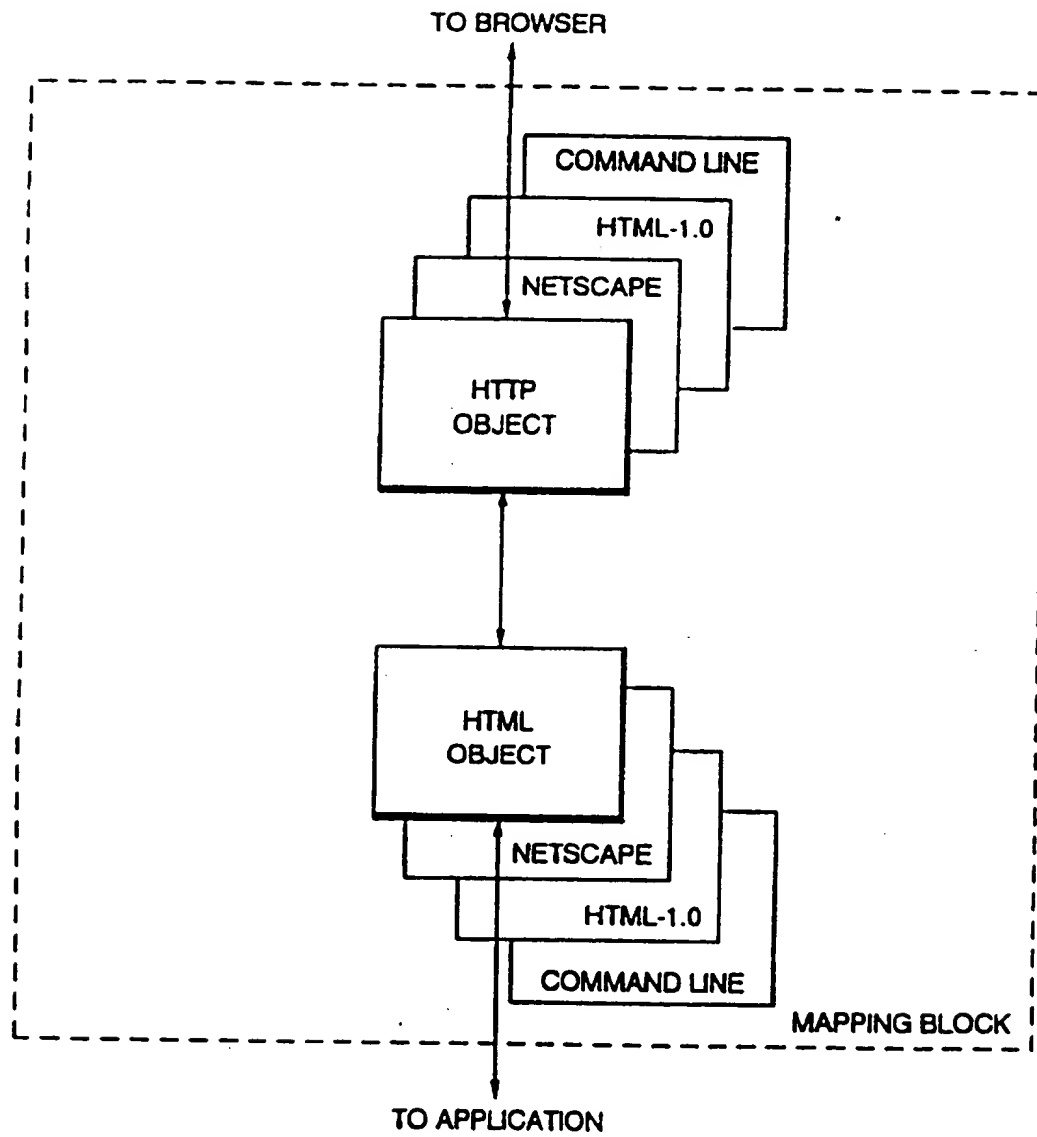 TO BROWSER
COMMAND LINE
HTML-1.0
NETSCAPE
HTTP
OBJECT
HTML
OBJECT
NETSCAPE
HTML-1.0
COMMAND LINE
MAPPING BLOCK
TO APPLICATION